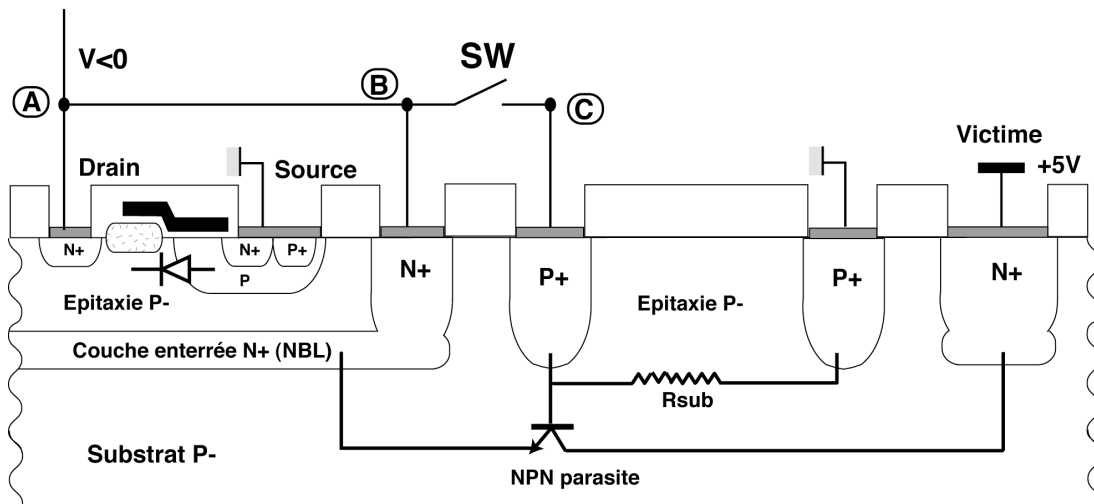 V<0
SW
A
B
C
Victime
+5V
Drain
Source
N+
N+
P+
P
N+
P+
Epitaxie P-
P+
N+
Epitaxie P-
Couche enterrée N+ (NBL)
Rsub
Substrat P-
NPN parasite